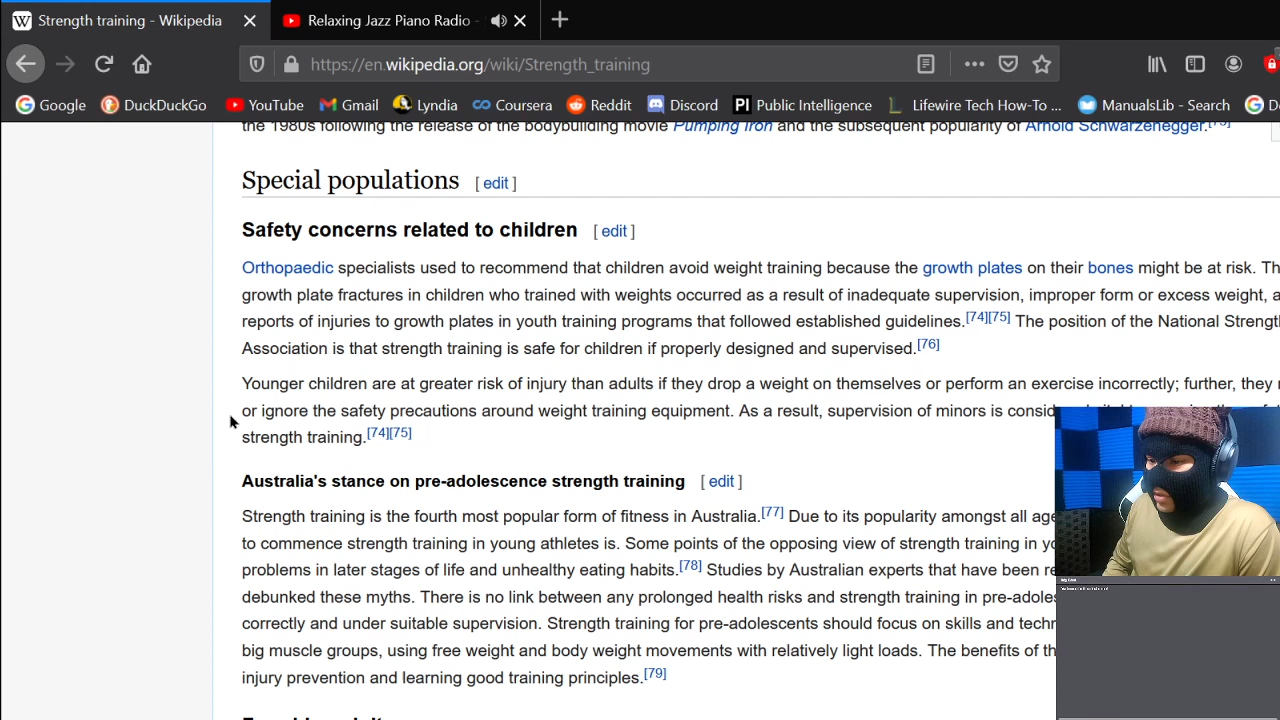 Strength training - Wikipedia
Relaxing Jazz Piano Radio -
https://en.wikipedia.org/wiki/Strength_training
Google DuckDuckGo YouTube Gmail Lyndia Coursera Reddit Discord PI Public Intelligence Lifewire Tech How-To ... ManualsLib - Search
the 1980s following the release of the bodybuilding movie Pumping Iron and the subsequent popularity of Arnold Schwarzenegger.[73]
Special populations [ edit ]
Safety concerns related to children [ edit ]
Orthopaedic specialists used to recommend that children avoid weight training because the growth plates on their bones might be at risk. Th
growth plate fractures in children who trained with weights occurred as a result of inadequate supervision, improper form or excess weight, a
reports of injuries to growth plates in youth training programs that followed established guidelines.[74][75] The position of the National Strengt
Association is that strength training is safe for children if properly designed and supervised.[76]
Younger children are at greater risk of injury than adults if they drop a weight on themselves or perform an exercise incorrectly; further, they
or ignore the safety precautions around weight training equipment. As a result, supervision of minors is
strength training.[74][75]
Australia's stance on pre-adolescence strength training [ edit ]
Strength training is the fourth most popular form of fitness in Australia.[77] Due to its popularity amongst all age
to commence strength training in young athletes is. Some points of the opposing view of strength training in yo
problems in later stages of life and unhealthy eating habits.[78] Studies by Australian experts that have been re
debunked these myths. There is no link between any prolonged health risks and strength training in pre-adoles
correctly and under suitable supervision. Strength training for pre-adolescents should focus on skills and techr
big muscle groups, using free weight and body weight movements with relatively light loads. The benefits of th
injury prevention and learning good training principles.[79]